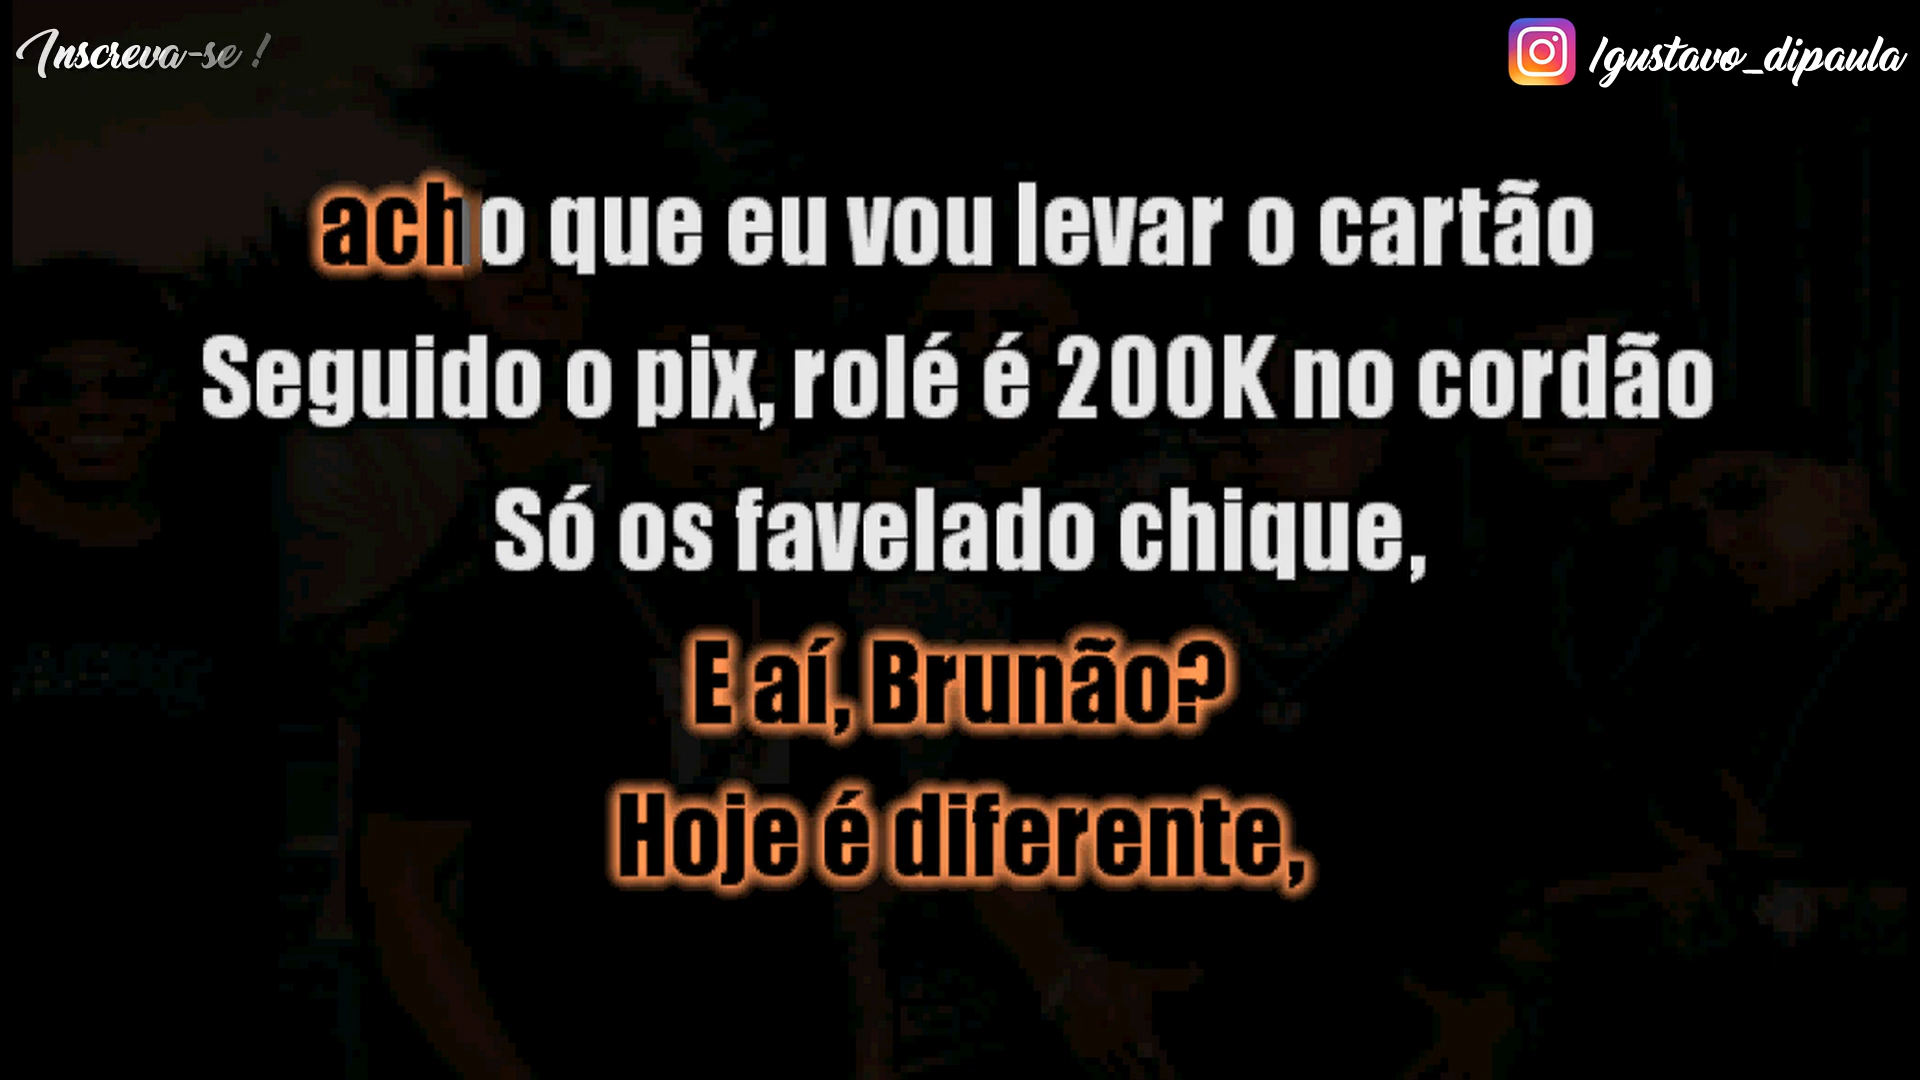 Inscreva-se !
/gustavo_dipaula
acho que eu vou levar o cartão
Seguido o pix, rolé é 200K no cordão
Só os favelado chique,
E aí, Brunão?
Hoje é diferente,